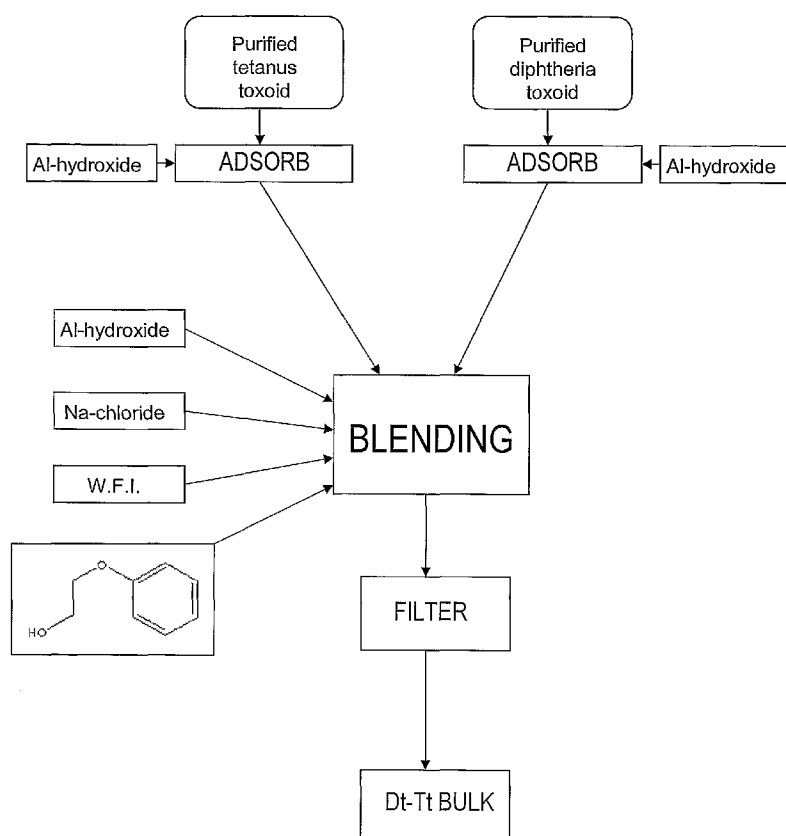 Purified
tetanus
toxoid
Purified
diphtheria
toxoid
Al-hydroxide
ADSORB
ADSORB
Al-hydroxide
Al-hydroxide
Na-chloride
W.F.I.
BLENDING
O
HO
FILTER
Dt-Tt BULK